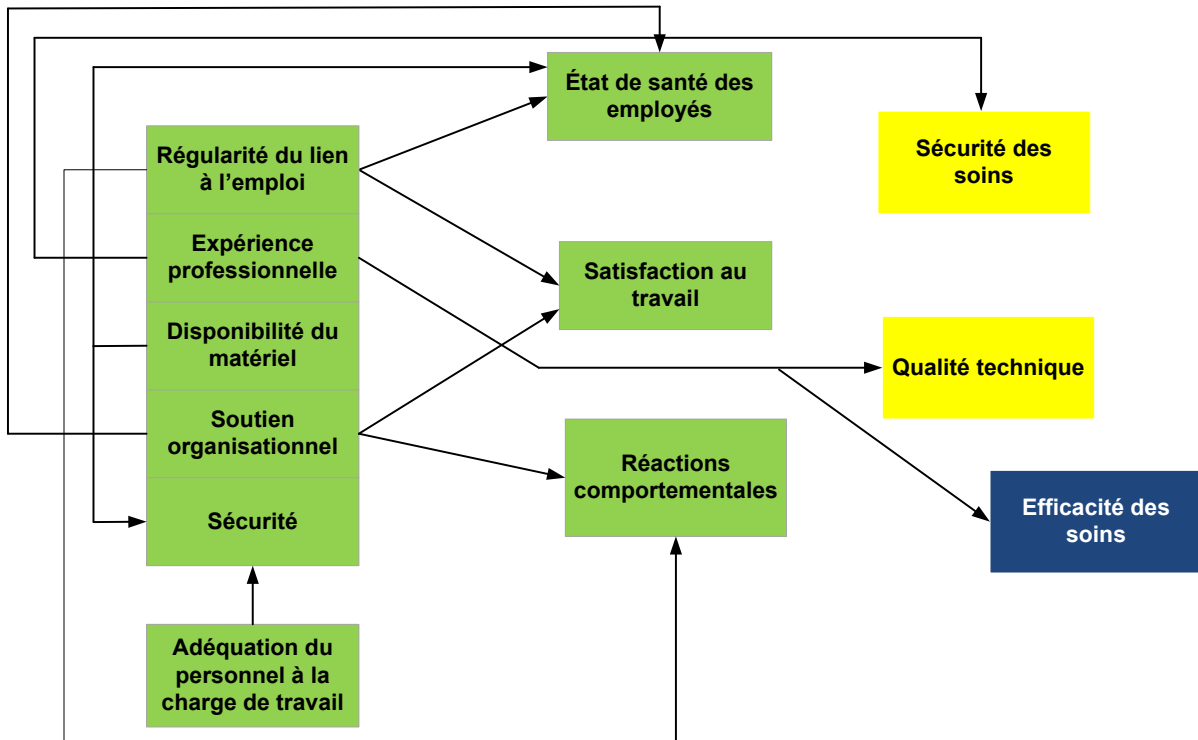 État de santé des
employés
Sécurité des
soins
Régularité du lien
à l’emploi
Expérience
professionnelle
Satisfaction au
travail
Disponibilité du
matériel
Qualité technique
Soutien
organisationnel
Réactions
comportementales
Sécurité
Efficacité des
soins
Adéquation du
personnel à la
charge de travail